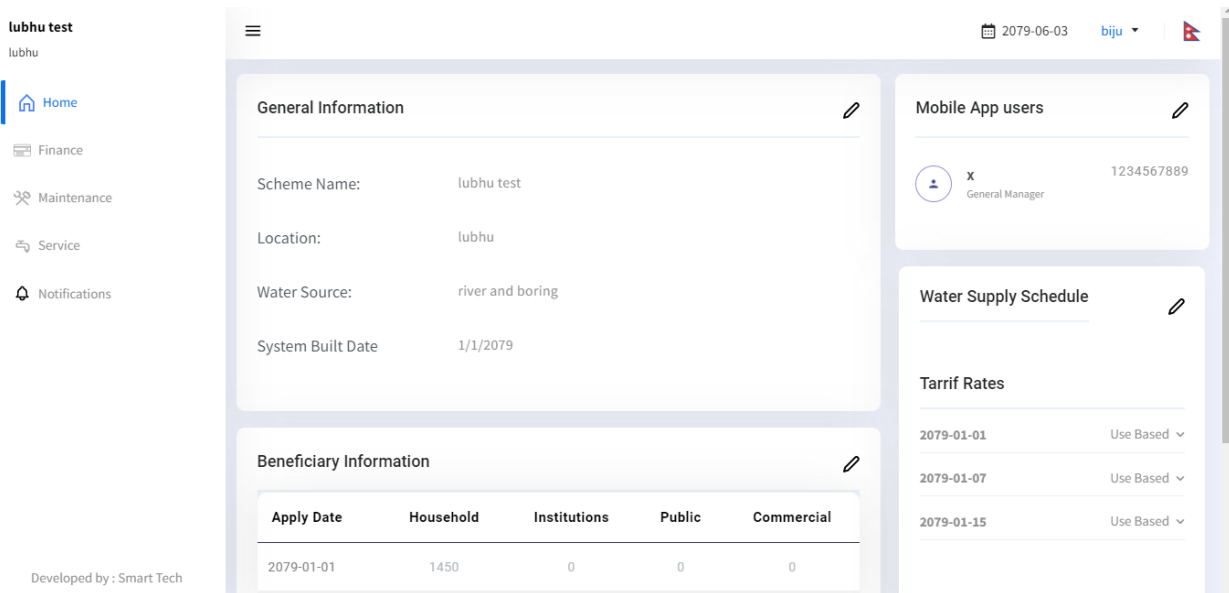 lubhu test
lubhu
Home
Finance
Maintenance
Service
Notifications
Developed by : Smart Tech
2079-06-03 biju
General Information
Scheme Name: lubhu test
Location: lubhu
Water Source: river and boring
System Built Date 1/1/2079
Beneficiary Information
Apply Date Household Institutions Public Commercial
2079-01-01 1450 0 0 0
Mobile App users
x 1234567889
General Manager
Water Supply Schedule
Tarrif Rates
2079-01-01 Use Based
2079-01-07 Use Based
2079-01-15 Use Based